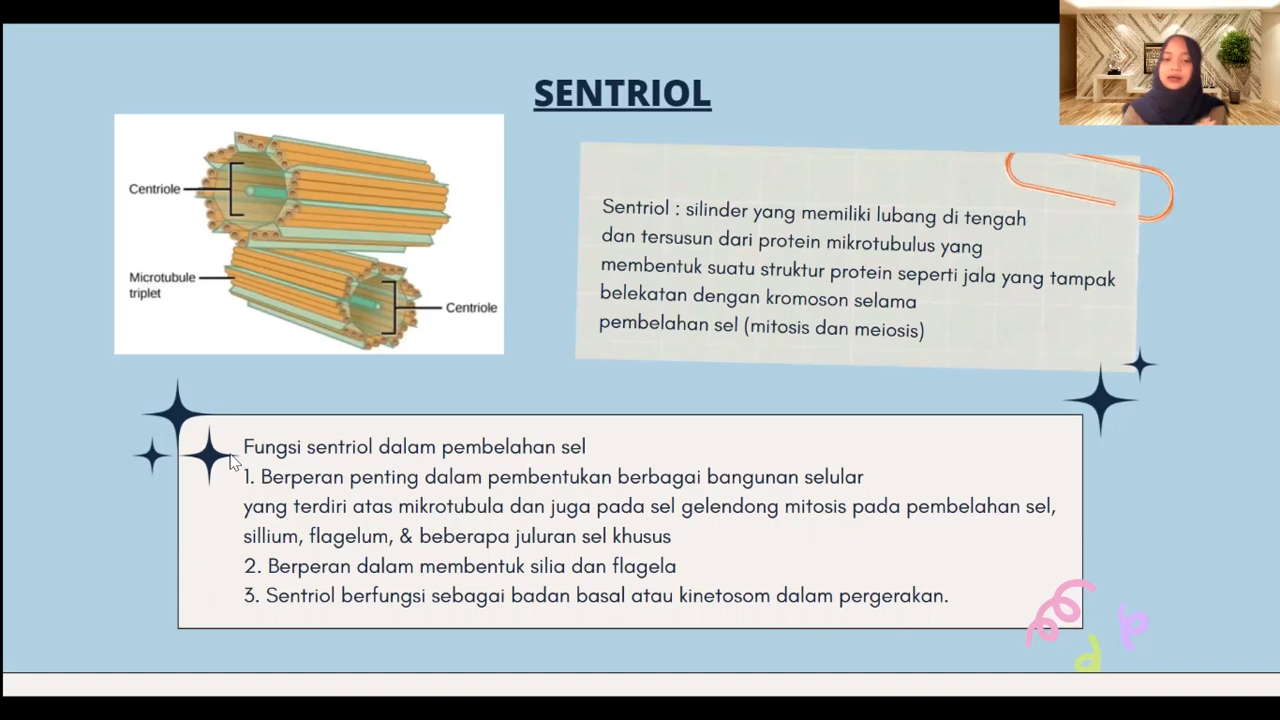 SENTRIOL
Centriole
Microtubule
triplet
Centriole
Sentriol : silinder yang memiliki lubang di tengah
dan tersusun dari protein mikrotubulus yang
membentuk suatu struktur protein seperti jala yang tampak
belekatan dengan kromoson selama
pembelahan sel (mitosis dan meiosis)
Fungsi sentriol dalam pembelahan sel
1. Berperan penting dalam pembentukan berbagai bangunan selular
yang terdiri atas mikrotubula dan juga pada sel gelendong mitosis pada pembelahan sel,
sillium, flagelum, & beberapa juluran sel khusus
2. Berperan dalam membentuk silia dan flagela
3. Sentriol berfungsi sebagai badan basal atau kinetosom dalam pergerakan.